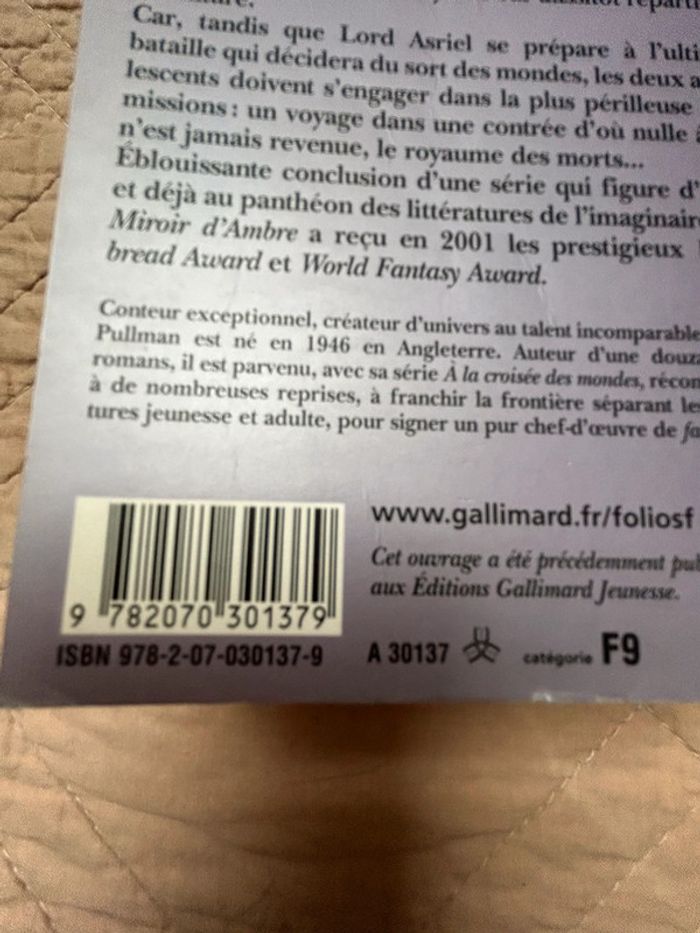 Car, tandis que Lord Asriel se prépare à l'ulti
bataille qui décidera du sort des mondes, les deux a
lescents doivent s'engager dans la plus périlleuse
missions : un voyage dans une contrée d'où nulle
n'est jamais revenue, le royaume des morts...
Éblouissante conclusion d'une série qui figure d'
et déjà au panthéon des littératures de l'imaginair
Miroir d'Ambre a reçu en 2001 les prestigieux
bread Award et World Fantasy Award.
Conteur exceptionnel, créateur d'univers au talent incomparable
Pullman est né en 1946 en Angleterre. Auteur d'une douz
romans, il est parvenu, avec sa série À la croisée des mondes, récon
à de nombreuses reprises, à franchir la frontière séparant le
tures jeunesse et adulte, pour signer un pur chef-d'œuvre de fa
www.gallimard.fr/foliosf
Cet ouvrage a été précédemment pub
aux Éditions Gallimard Jeunesse.
9 782070 301379
ISBN 978-2-07-030137-9 A 30137 catégorie F9